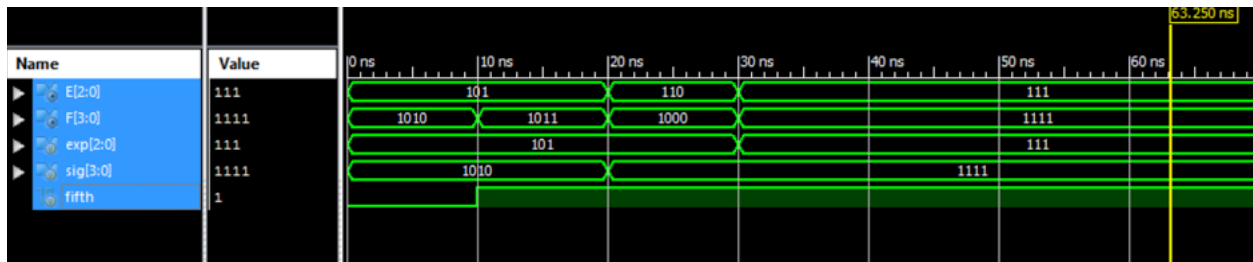 63.250 ns
Name Value 0 ns 10 ns 20 ns 30 ns 40 ns 50 ns 60 ns
E[2:0] 111 101 110 111
F[3:0] 1111 1010 1011 1000 1111
exp[2:0] 111 101 111
sig[3:0] 1111 1010 1111
fifth 1